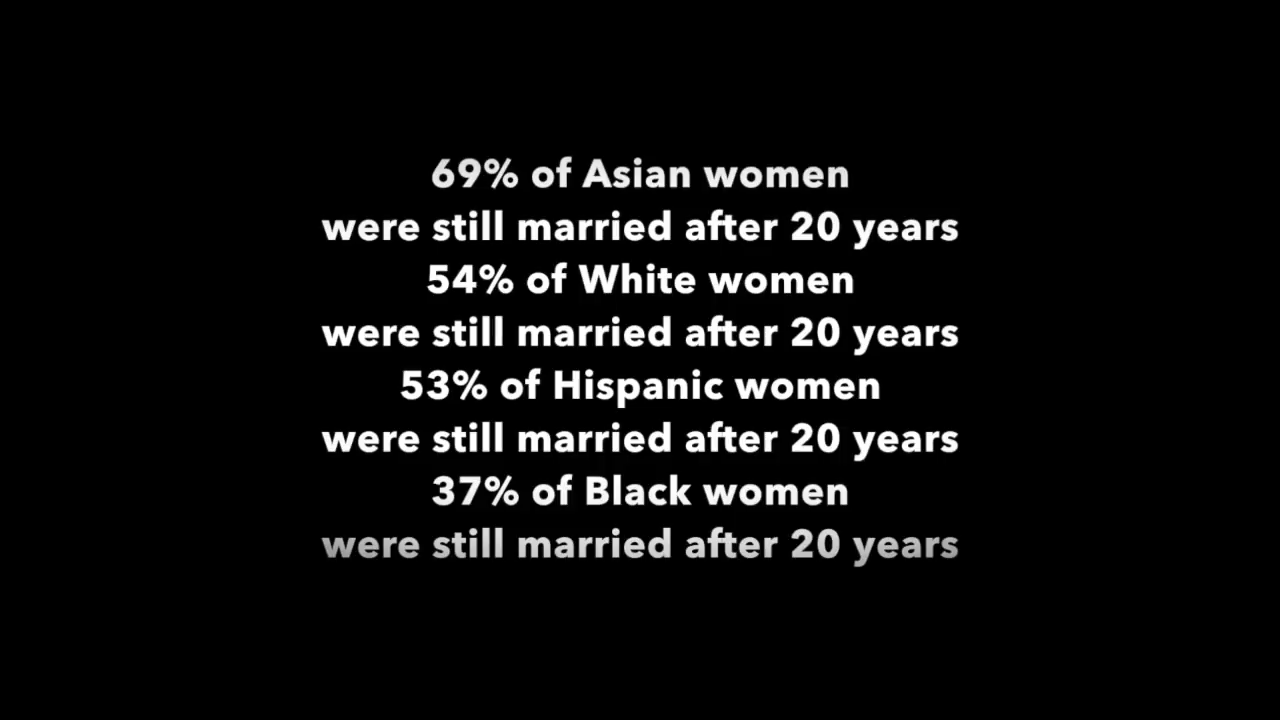 69% of Asian women
were still married after 20 years
54% of White women
were still married after 20 years
53% of Hispanic women
were still married after 20 years
37% of Black women
were still married after 20 years